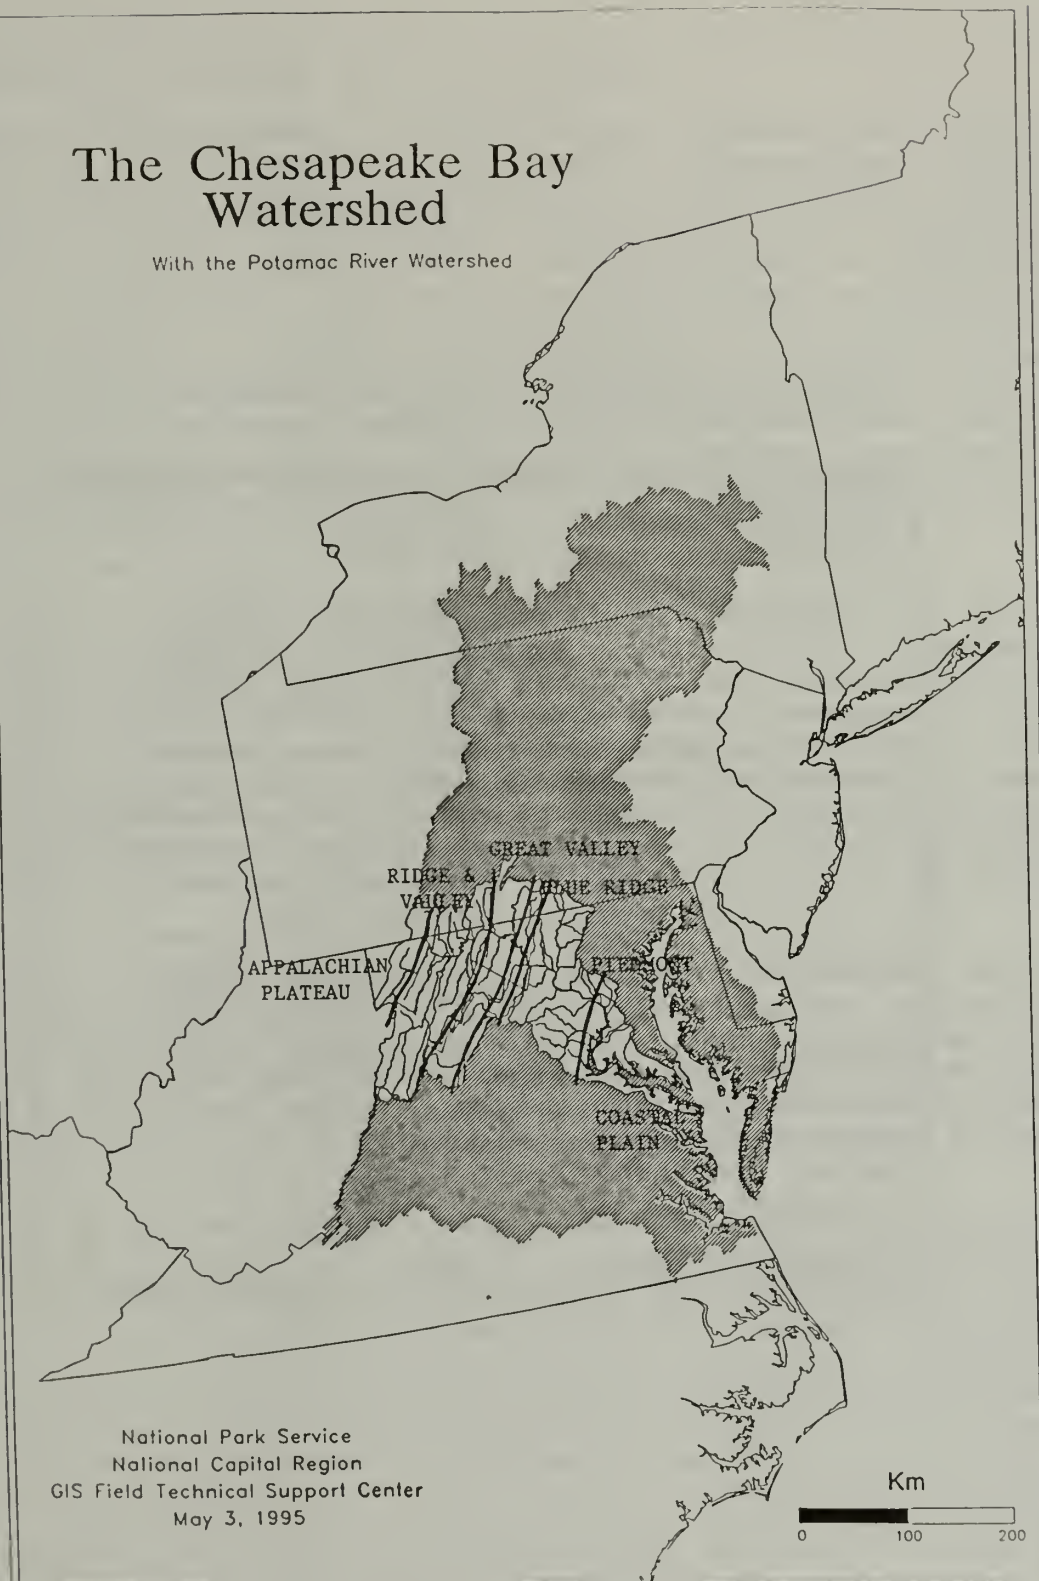 The Chesapeake Bay
Watershed
With the Potamac River Watershed
GREAT VALLEY
RIDGE &
VALLEY
BLUE RIDGE
APPALACHIAN
PLATEAU
PIEDMONT
COASTAL
PLAIN
National Park Service
National Capital Region
GIS Field Technical Support Center
May 3, 1995
Km
0 100 200